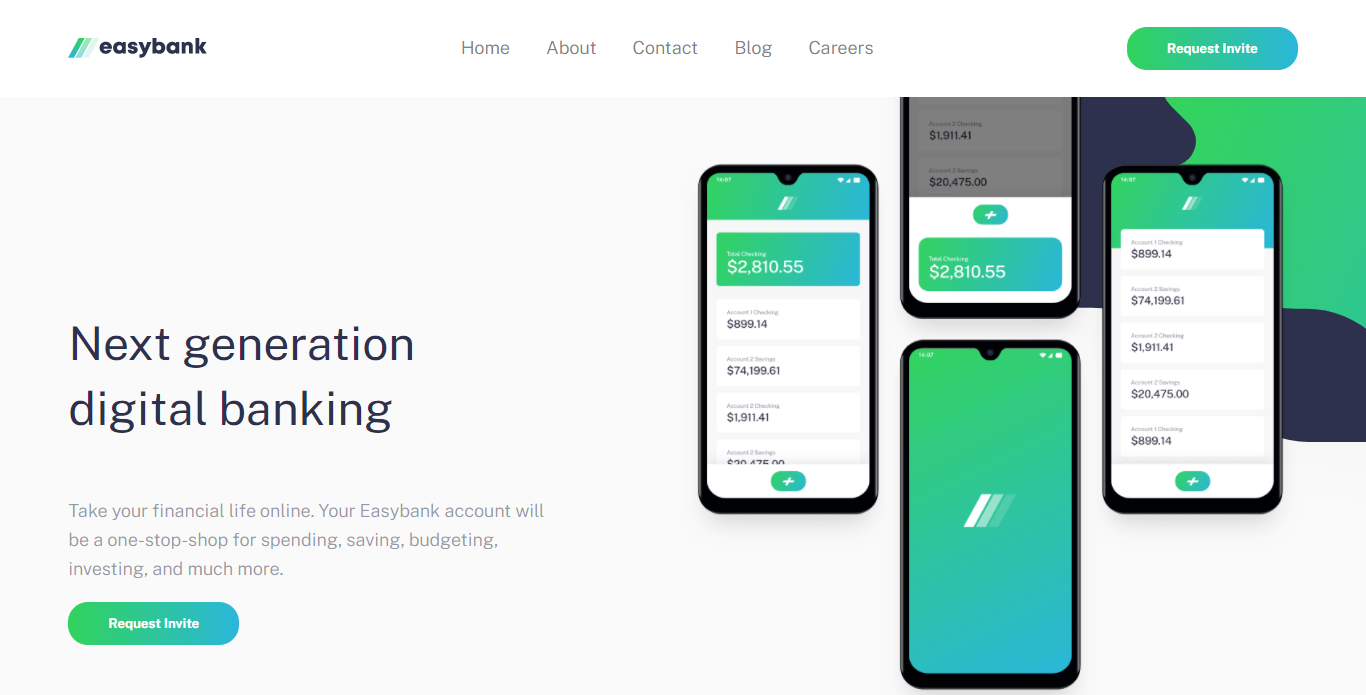 easybank
Home
About
Contact
Blog
Careers
Request Invite
Next generation
digital banking
Take your financial life online. Your Easybank account will
be a one-stop-shop for spending, saving, budgeting,
investing, and much more.
Request Invite
14:07
Total Checking
$2,810.55
Account 1 Checking
$899.14
Account 2 Savings
$74,199.61
Account 2 Checking
$1,911.41
Account 2 Savings
$20,475.00
Account 2 Checking
$1,911.41
Account 2 Savings
$20,475.00
Total Checking
$2,810.55
14:07
14:07
Account 1 Checking
$899.14
Account 2 Savings
$74,199.61
Account 2 Checking
$1,911.41
Account 2 Savings
$20,475.00
Account 1 Checking
$899.14